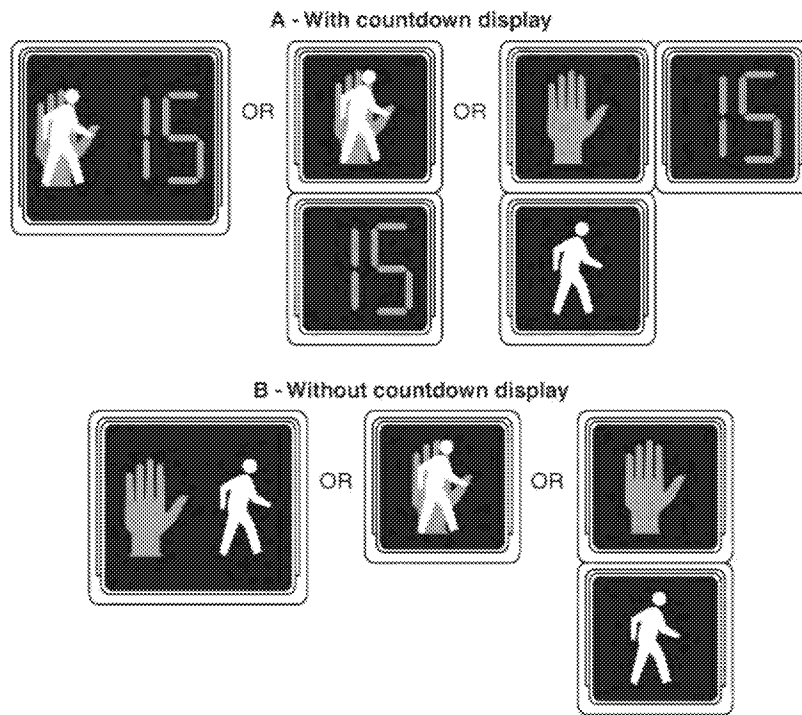 A - With countdown display
15 OR OR 15
15
B - Without countdown display
OR OR